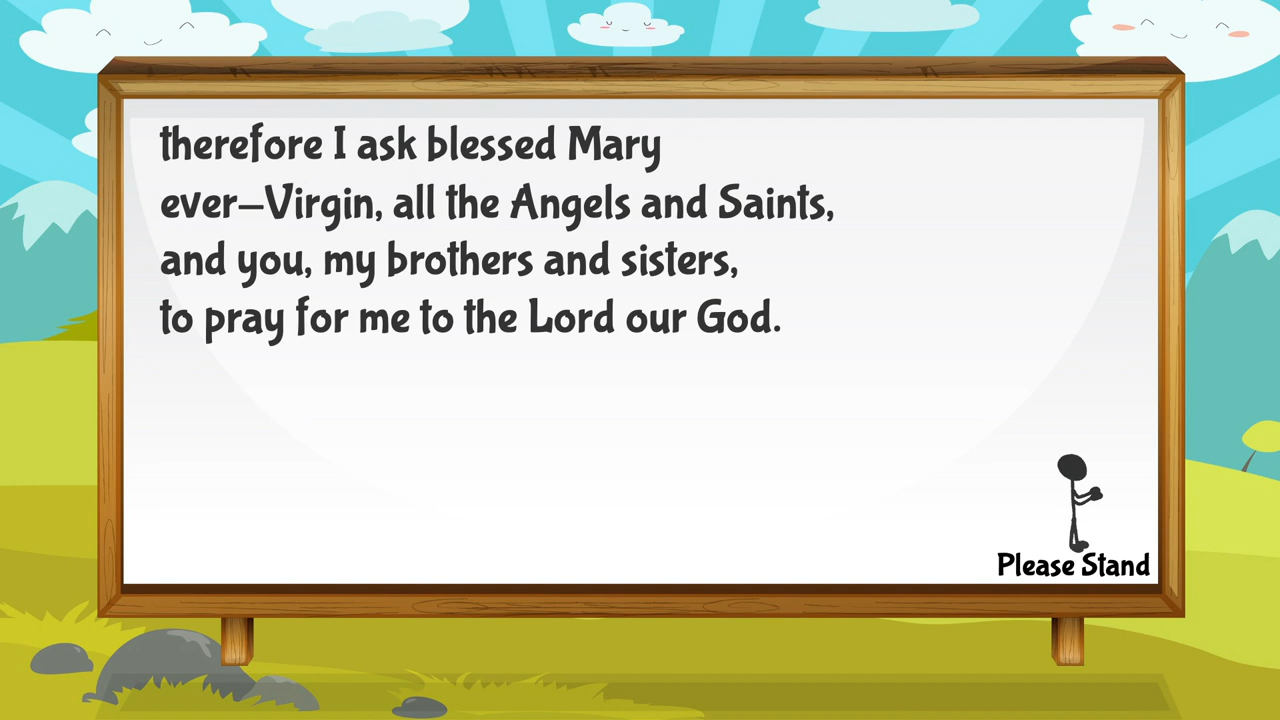 therefore I ask blessed Mary
ever–Virgin, all the Angels and Saints,
and you, my brothers and sisters,
to pray for me to the Lord our God.
Please Stand